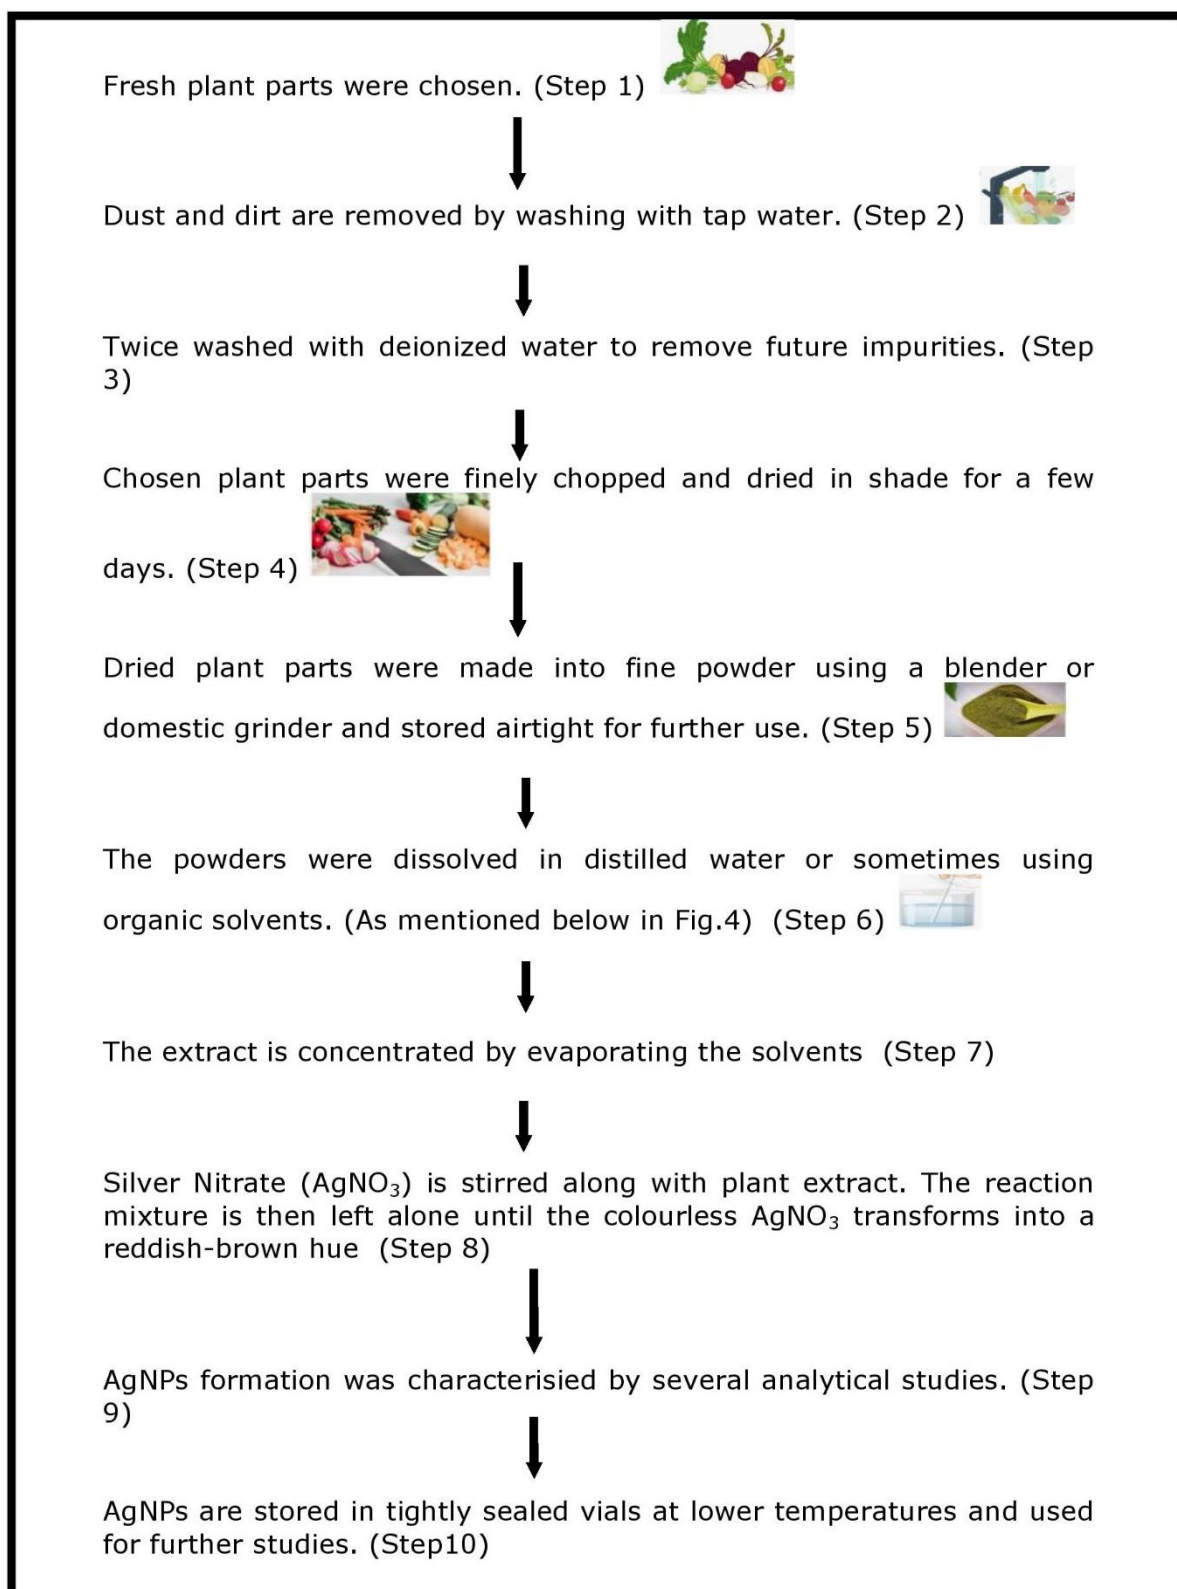 Fresh plant parts were chosen. (Step 1)
Dust and dirt are removed by washing with tap water. (Step 2)
Twice washed with deionized water to remove future impurities. (Step
3)
Chosen plant parts were finely chopped and dried in shade for a few
days. (Step 4)
Dried plant parts were made into fine powder using a blender or
domestic grinder and stored airtight for further use. (Step 5)
The powders were dissolved in distilled water or sometimes using
organic solvents. (As mentioned below in Fig.4) (Step 6)
The extract is concentrated by evaporating the solvents (Step 7)
Silver Nitrate (AgNO₃) is stirred along with plant extract. The reaction
mixture is then left alone until the colourless AgNO₃ transforms into a
reddish-brown hue (Step 8)
AgNPs formation was characterisied by several analytical studies. (Step
9)
AgNPs are stored in tightly sealed vials at lower temperatures and used
for further studies. (Step10)